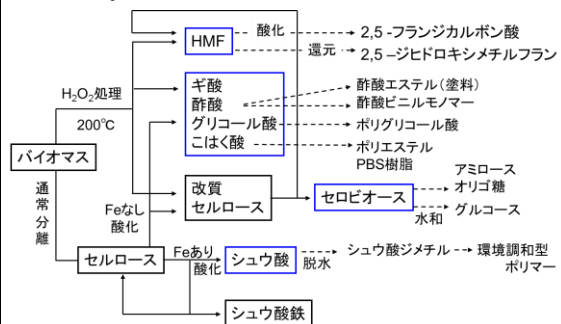 HMF
酸化
2,5 -フランジカルボン酸
還元
2,5 –ジヒドロキシメチルフラン
H₂O₂処理
200℃
ギ酸
酢酸
グリコール酸
こはく酸
酢酸エステル(塗料)
酢酸ビニルモノマー
ポリグリコール酸
ポリエステル
PBS樹脂
バイオマス
通常分離
Feなし
酸化
改質
セルロース
セロビオース
アミロース
オリゴ糖
水和
グルコース
セルロース
Feあり
酸化
シュウ酸
脱水
シュウ酸ジメチル
環境調和型
ポリマー
シュウ酸鉄